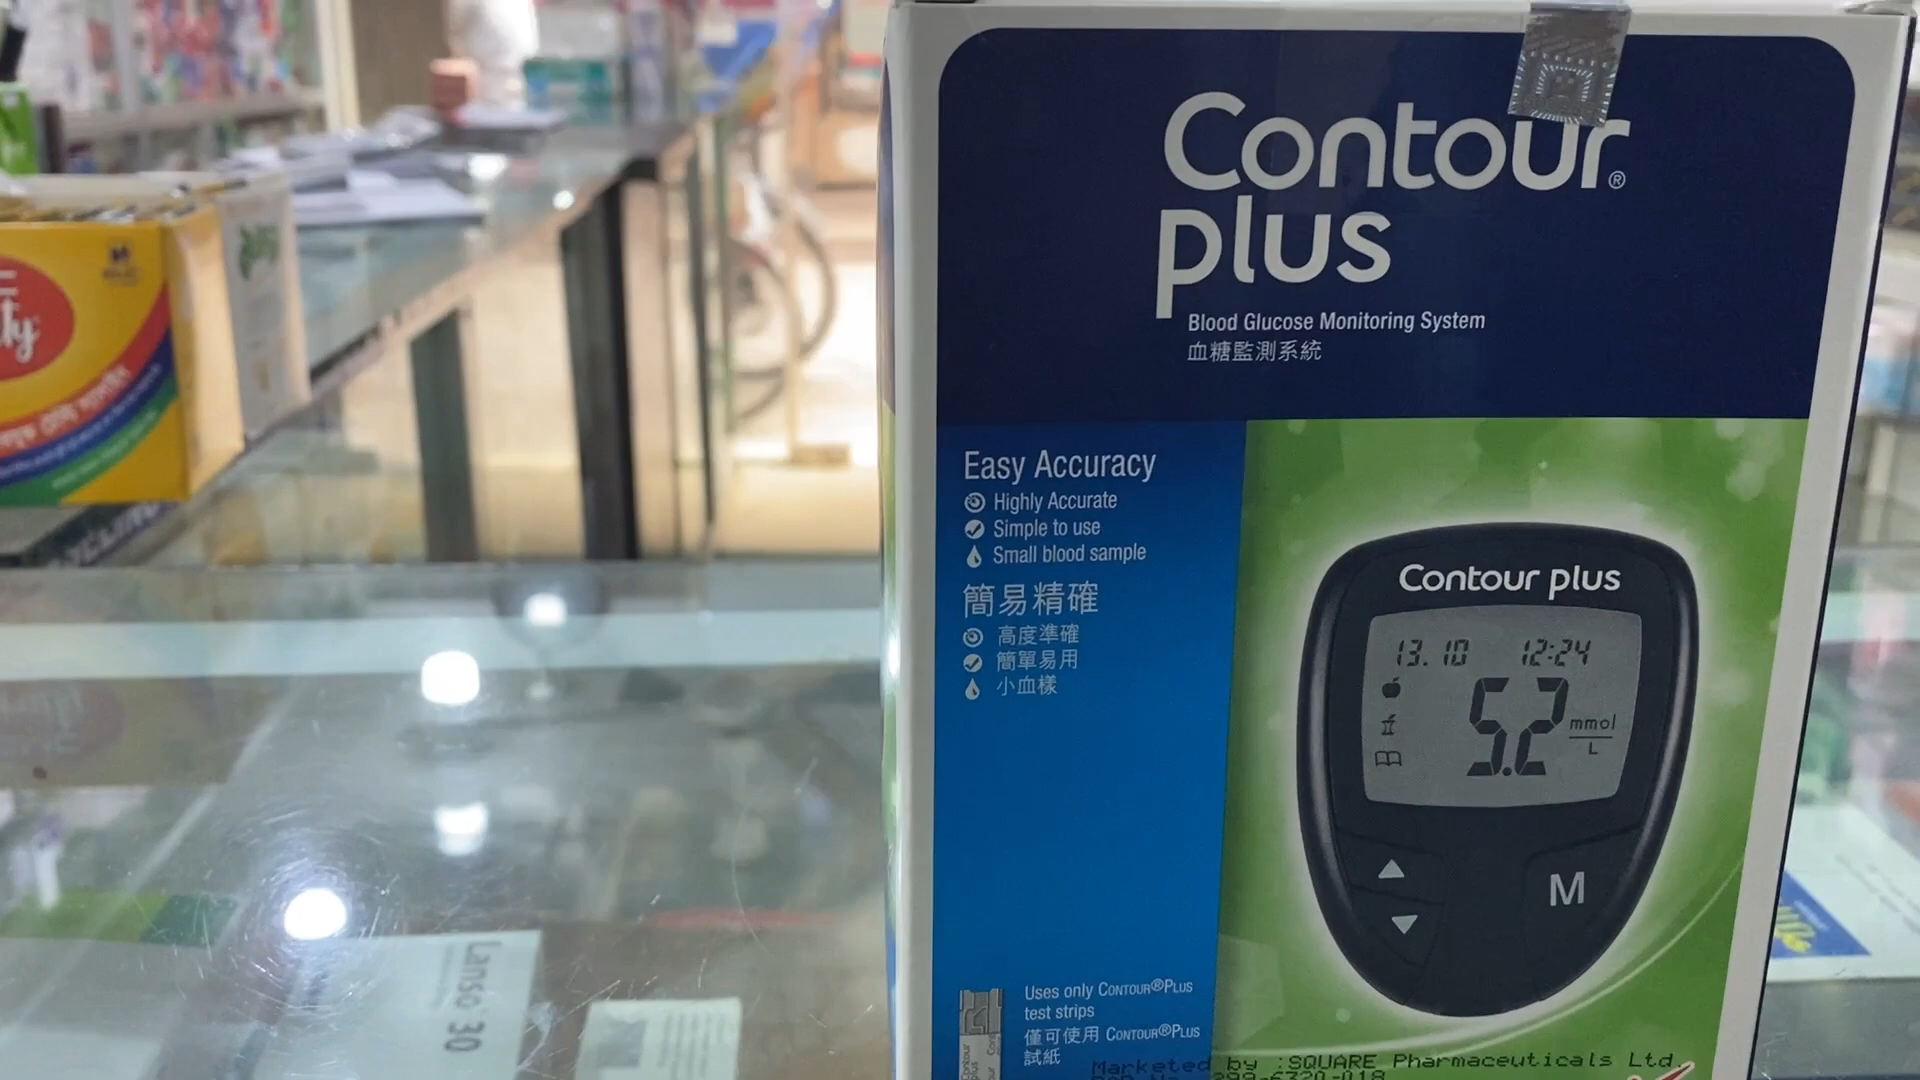 Contour®
plus
Blood Glucose Monitoring System
血糖監測系統
Easy Accuracy
Highly Accurate
Simple to use
Small blood sample
簡易精確
高度準確
簡單易用
小血樣
Contour plus
13.10 12:24
5.2 mmol
L
M
Uses only CONTOUR®PLUS
test strips
僅可使用 CONTOUR®PLUS
試紙
Marketed by :SQUARE Pharmaceuticals Ltd.
Lanso 30